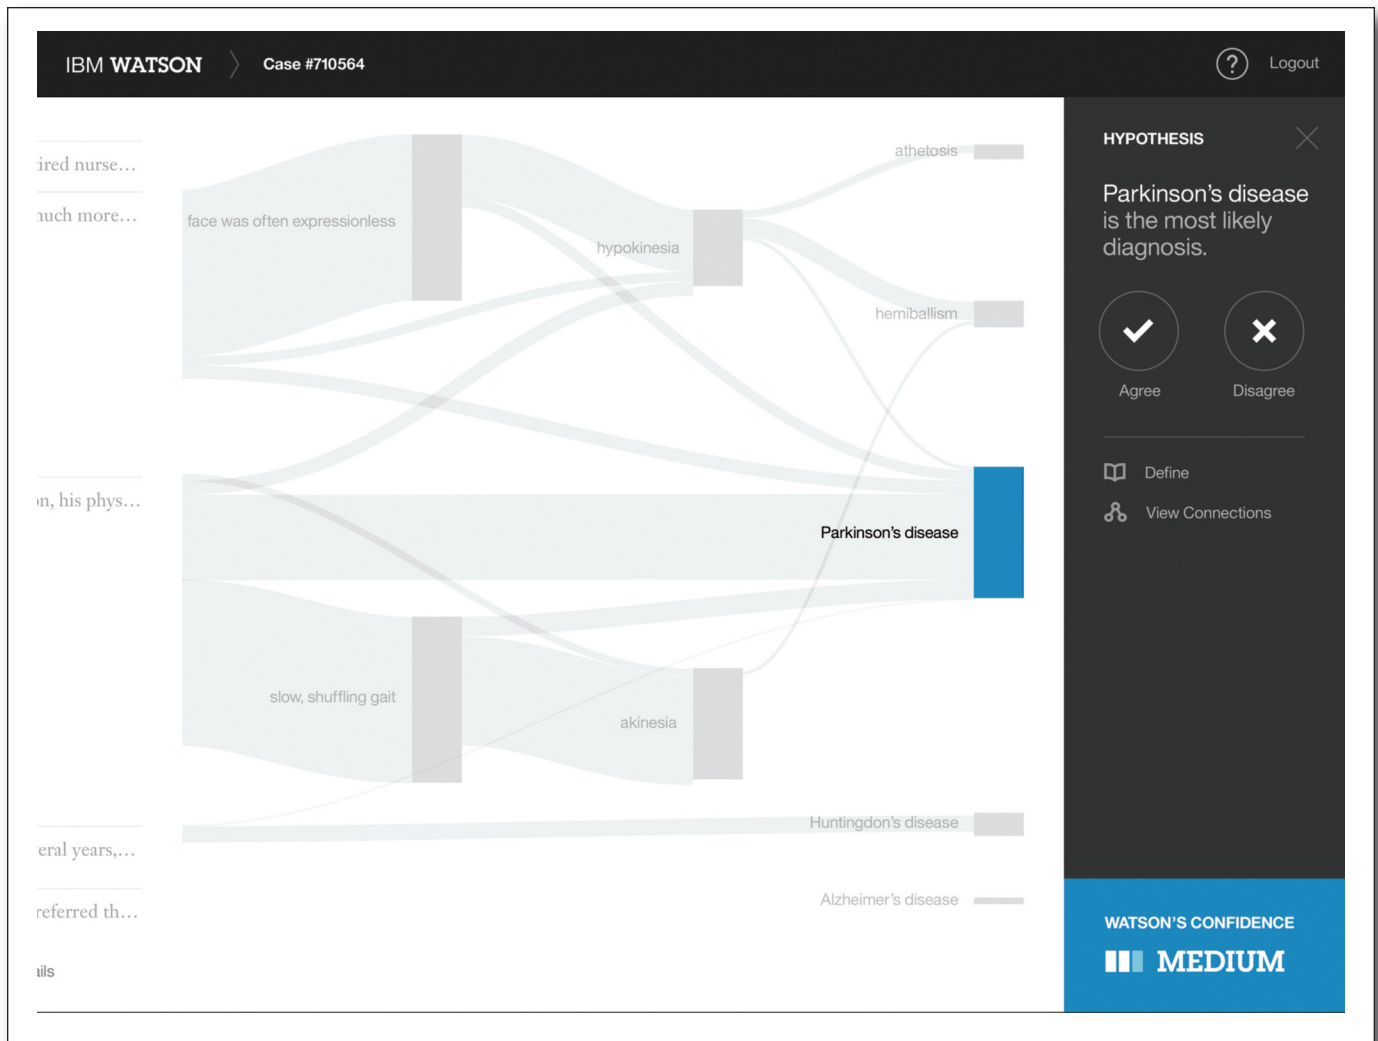 IBM WATSON
Case #710564
?
Logout
ired nurse…
much more…
n, his phys…
eral years,…
referred th…
ails
face was often expressionless
slow, shuffling gait
hypokinesia
akinesia
athetosis
hemiballism
Parkinson's disease
Huntingdon's disease
Alzheimer's disease
HYPOTHESIS
Parkinson's disease
is the most likely
diagnosis.
Agree
Disagree
Define
View Connections
WATSON'S CONFIDENCE
MEDIUM